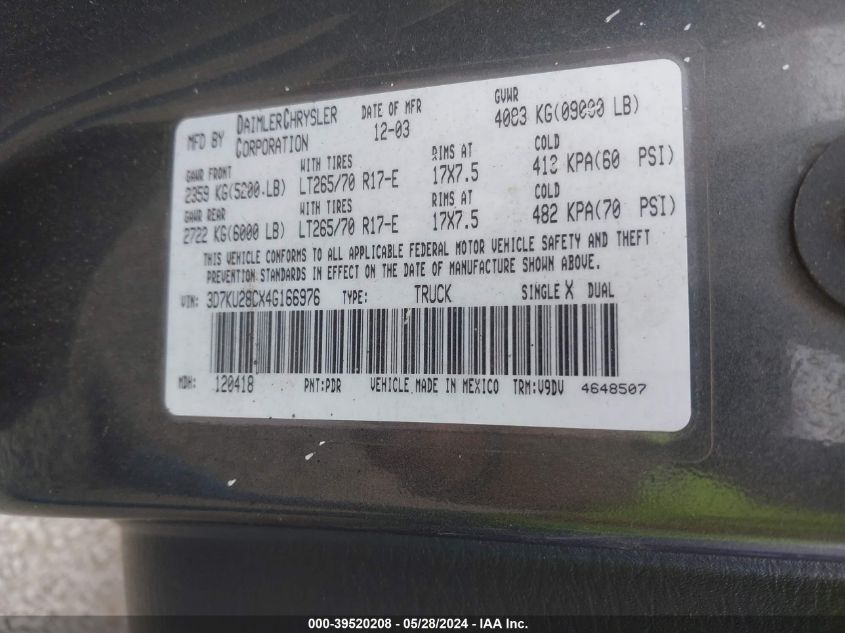 MFD BY DAIMLERCHRYSLER CORPORATION DATE OF MFR 12-03 GVWR 4083 KG(09000 LB)
GAWR FRONT WITH TIRES RIMS AT COLD
2359 KG(5200 LB) LT265/70 R17-E 17X7.5 413 KPA(60 PSI)
GAWR REAR WITH TIRES RIMS AT COLD
2722 KG(6000 LB) LT265/70 R17-E 17X7.5 482 KPA(70 PSI)
THIS VEHICLE CONFORMS TO ALL APPLICABLE FEDERAL MOTOR VEHICLE SAFETY AND THEFT
PREVENTION STANDARDS IN EFFECT ON THE DATE OF MANUFACTURE SHOWN ABOVE.
VIN: 3D7KU28CX4G166976 TYPE: TRUCK SINGLE X DUAL
MDH: 120418 PNT:PDR VEHICLE MADE IN MEXICO TRM:V9DV 4648507
000-39520208 - 05/28/2024 - IAA Inc.